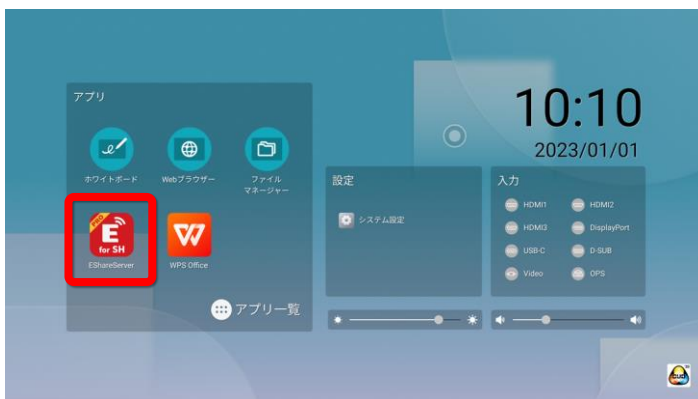 アプリ
ホワイトボード
Webブラウザー
ファイル
マネージャー
PRO
E
for SH
EShareServer
WPS Office
アプリ一覧
10:10
2023/01/01
設定
システム設定
入力
HDMI1
HDMI2
HDMI3
DisplayPort
USB-C
D-SUB
Video
OPS
cud